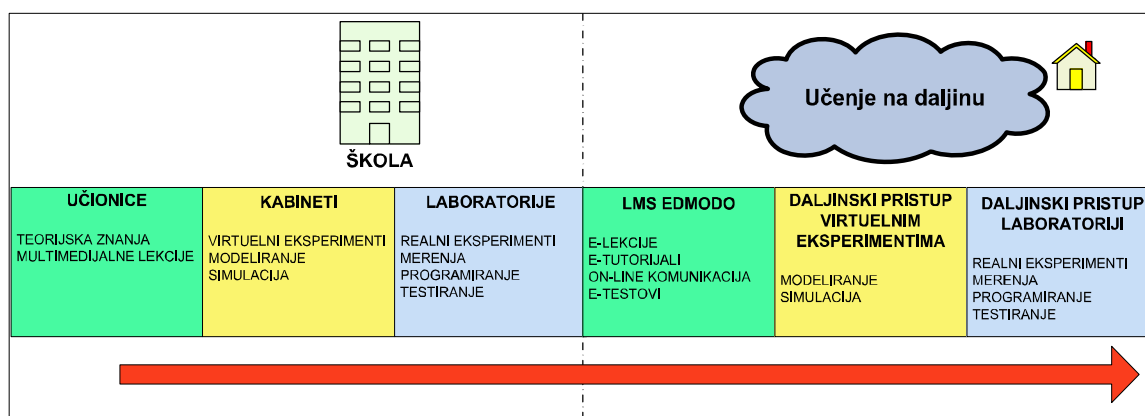 ŠKOLA
Učenje na daljinu
UČIONICE
TEORIJSKA ZNANJA
MULTIMEDIJALNE LEKCIJE
KABINETI
VIRTUELNI EKSPERIMENTI
MODELIRANJE
SIMULACIJA
LABORATORIJE
REALNI EKSPERIMENTI
MERENJA
PROGRAMIRANJE
TESTIRANJE
LMS EDMODO
E-LEKCIJE
E-TUTORIJALI
ON-LINE KOMUNIKACIJA
E-TESTOVI
DALJINSKI PRISTUP
VIRTUELNIM
EKSPERIMENTIMA
MODELIRANJE
SIMULACIJA
DALJINSKI PRISTUP
LABORATORIJI
REALNI EKSPERIMENTI
MERENJA
PROGRAMIRANJE
TESTIRANJE